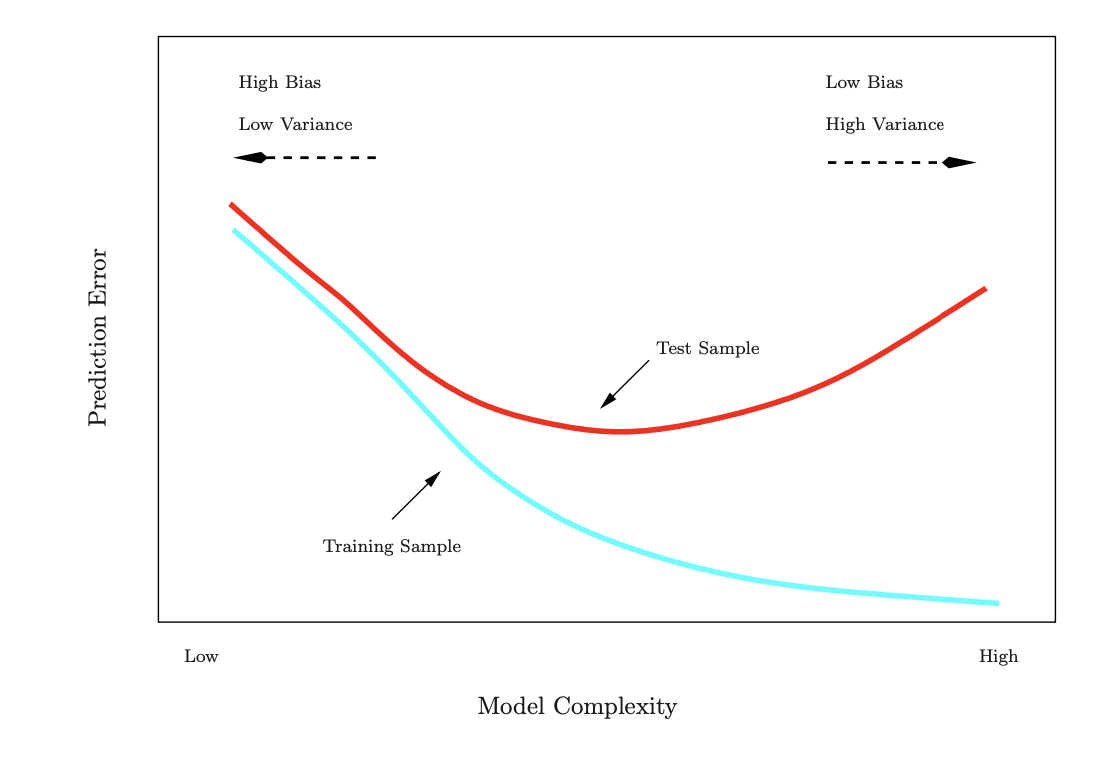 High Bias
Low Variance
Low Bias
High Variance
Prediction Error
Test Sample
Training Sample
Low
High
Model Complexity